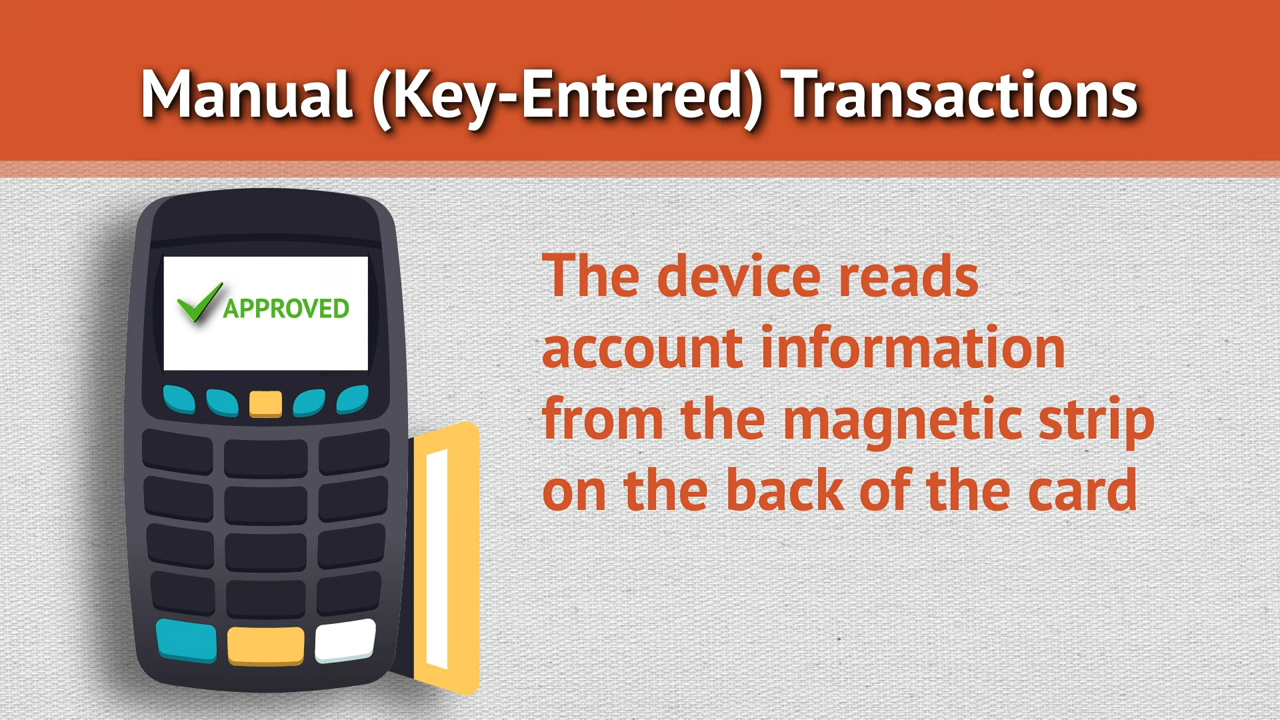 Manual (Key-Entered) Transactions
APPROVED
The device reads
account information
from the magnetic strip
on the back of the card